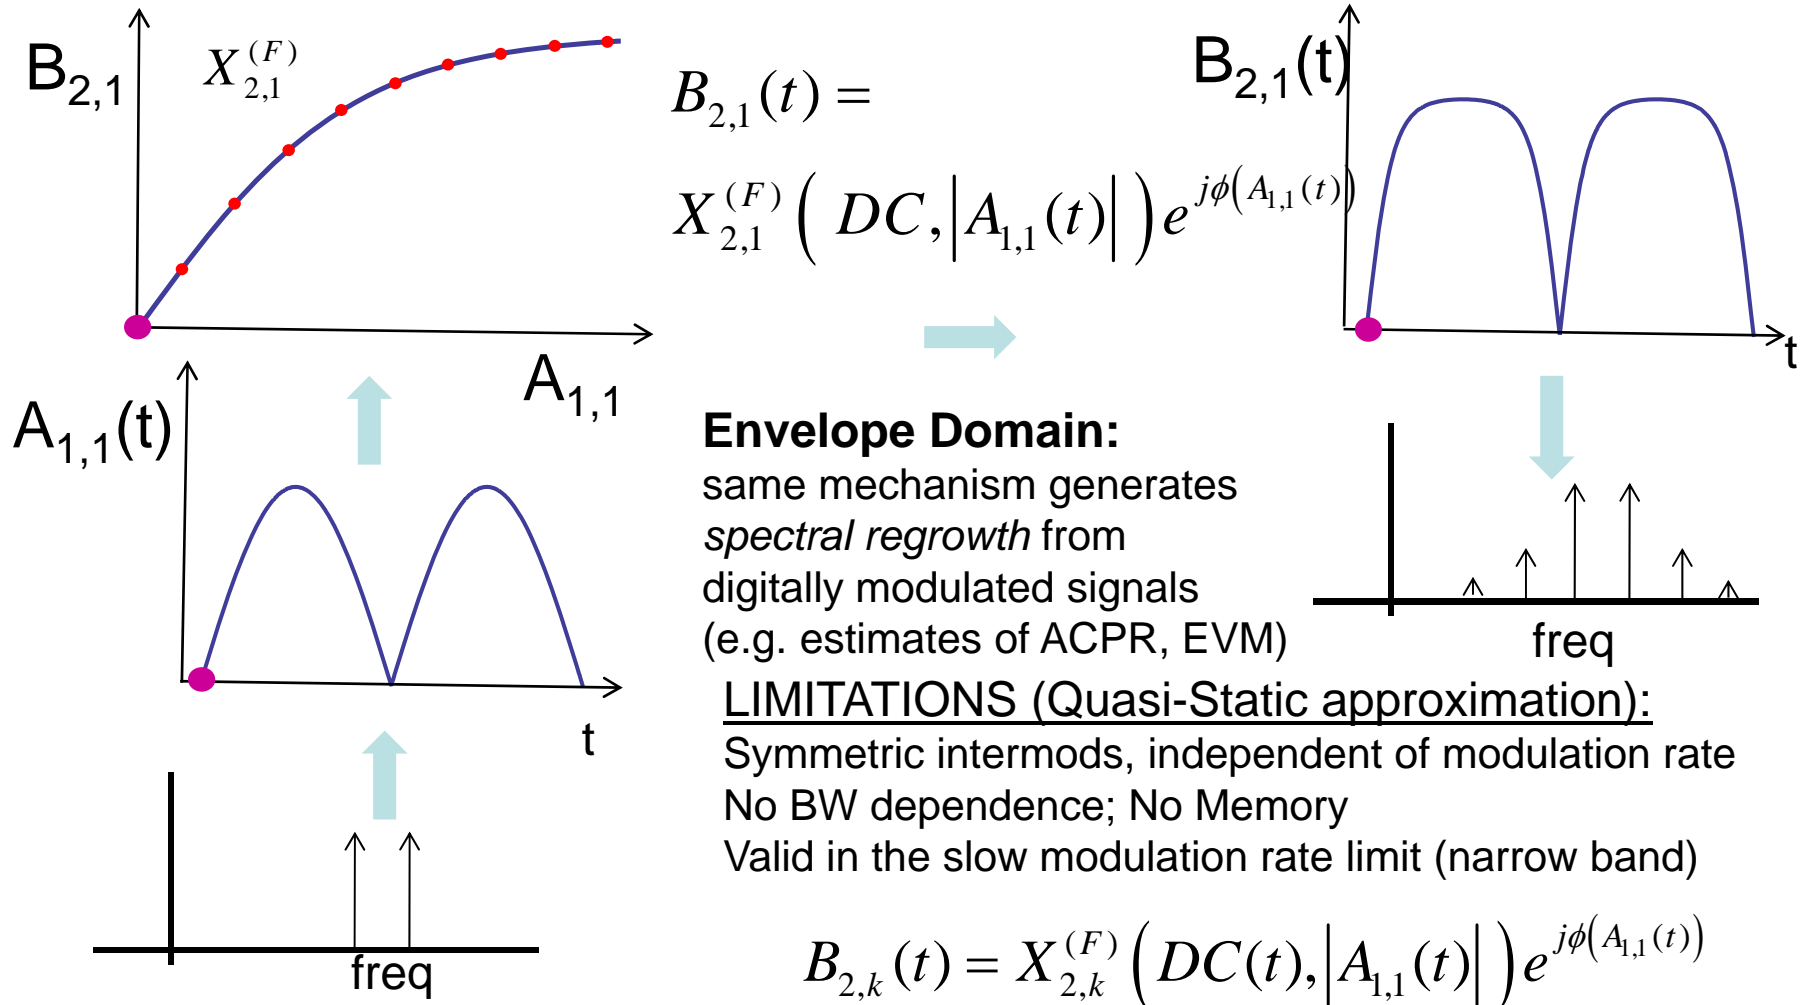 B₂,₁
X₂,₁^(F)
A₁,₁
B₂,₁(t) =
X₂,₁^(F) ( DC, |A₁,₁(t)| ) e^{jϕ(A₁,₁(t))}
B₂,₁(t)
t
A₁,₁(t)
t
freq
Envelope Domain:
same mechanism generates
spectral regrowth from
digitally modulated signals
(e.g. estimates of ACPR, EVM)
freq
LIMITATIONS (Quasi-Static approximation):
Symmetric intermods, independent of modulation rate
No BW dependence; No Memory
Valid in the slow modulation rate limit (narrow band)
B₂,ₖ(t) = X₂,ₖ^(F) ( DC(t), |A₁,₁(t)| ) e^{jϕ(A₁,₁(t))}